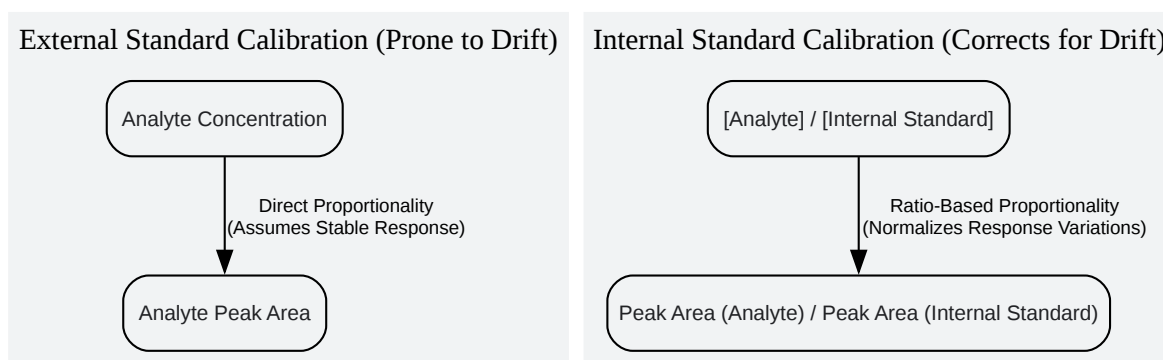 External Standard Calibration (Prone to Drift)
Analyte Concentration
Direct Proportionality
(Assumes Stable Response)
Analyte Peak Area
Internal Standard Calibration (Corrects for Drift)
[Analyte] / [Internal Standard]
Ratio-Based Proportionality
(Normalizes Response Variations)
Peak Area (Analyte) / Peak Area (Internal Standard)